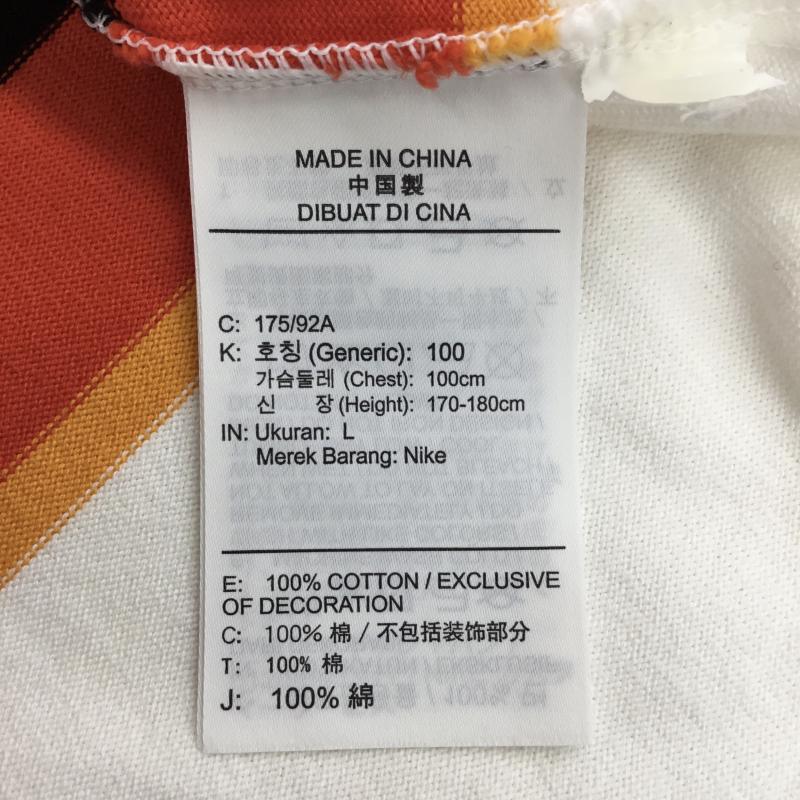 MADE IN CHINA
中国製
DIBUAT DI CINA
C: 175/92A
K: 호칭 (Generic): 100
가슴둘레 (Chest): 100cm
신 장 (Height): 170-180cm
IN: Ukuran: L
Merek Barang: Nike
E: 100% COTTON / EXCLUSIVE
OF DECORATION
C: 100% 棉 / 不包括装饰部分
T: 100% 棉
J: 100% 綿